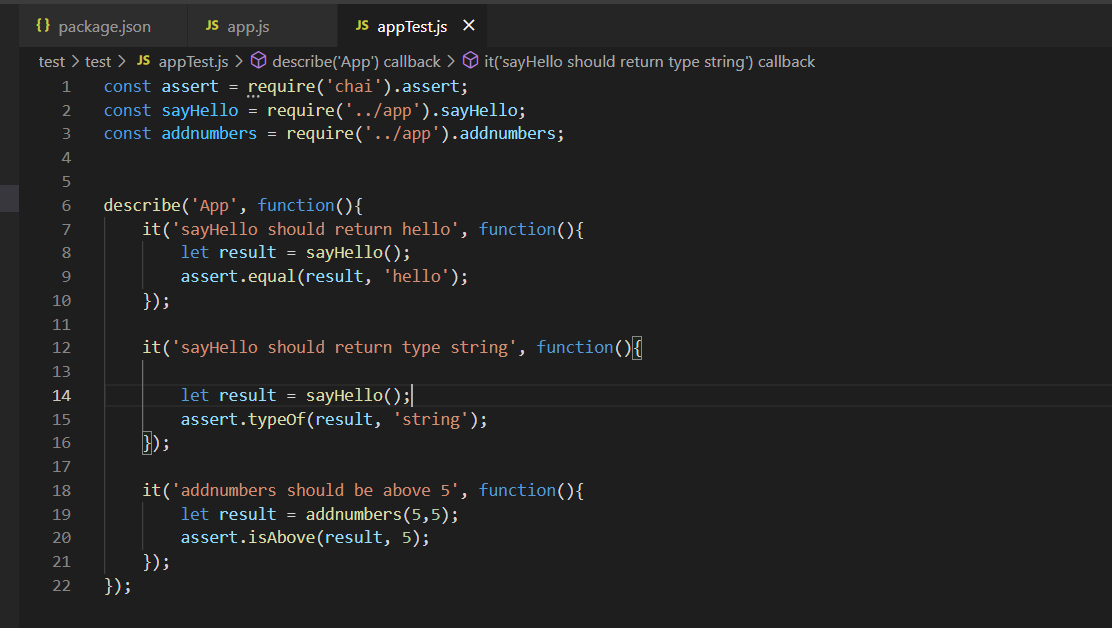 {} package.json JS app.js JS appTest.js ×
test > test > JS appTest.js > describe('App') callback > it('sayHello should return type string') callback
1 const assert = require('chai').assert;
2 const sayHello = require('../app').sayHello;
3 const addnumbers = require('../app').addnumbers;
4
5
6 describe('App', function(){
7 it('sayHello should return hello', function(){
8 let result = sayHello();
9 assert.equal(result, 'hello');
10 });
11
12 it('sayHello should return type string', function(){
13
14 let result = sayHello();
15 assert.typeOf(result, 'string');
16 });
17
18 it('addnumbers should be above 5', function(){
19 let result = addnumbers(5,5);
20 assert.isAbove(result, 5);
21 });
22 });